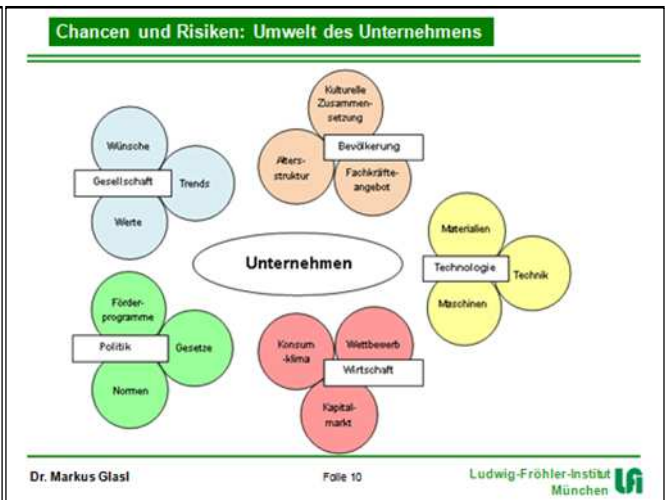 Chancen und Risiken: Umwelt des Unternehmens
Kulturelle
Zusammen-
setzung
Bevölkerung
Alters-
struktur
Fachkräfte-
angebot
Wünsche
Gesellschaft
Trends
Werte
Materialien
Technologie
Technik
Maschinen
Unternehmen
Förder-
programme
Politik
Gesetze
Normen
Konsum
-klima
Wettbewerb
Wirtschaft
Kapital-
markt
Dr. Markus Glasl
Folie 10
Ludwig-Fröhler-Institut
München
LFI